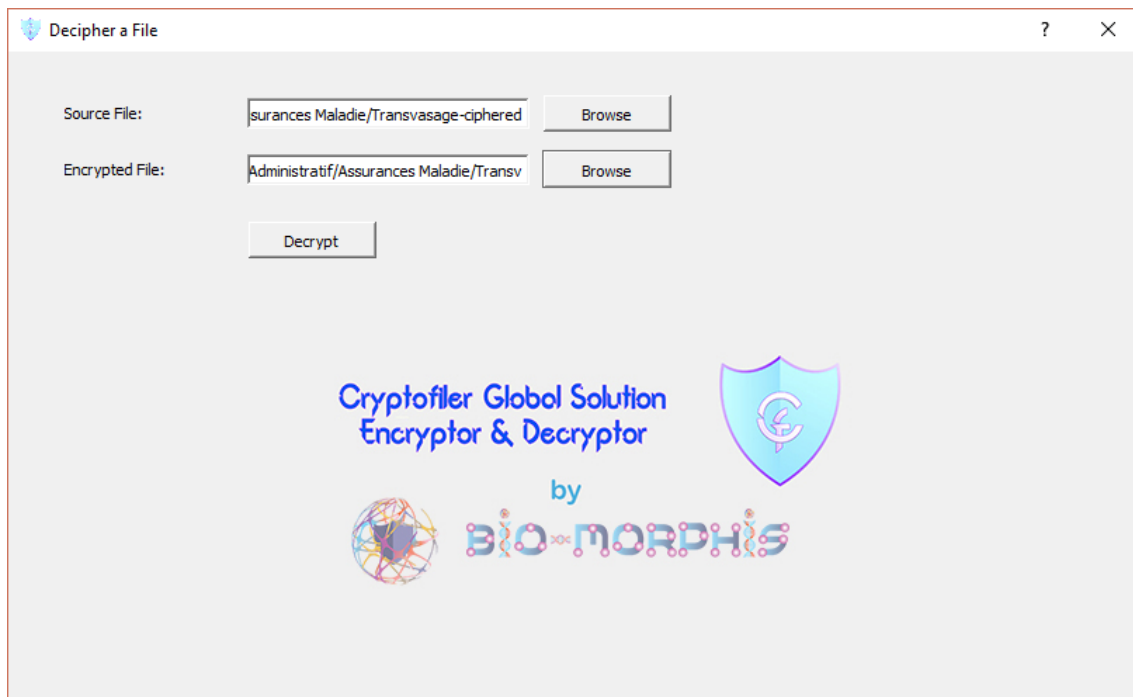 Decipher a File ?
Source File: surances Maladie/Transvasage-ciphered Browse
Encrypted File: Administratif/Assurances Maladie/Transv Browse
Decrypt
Cryptofiler Global Solution
Encryptor & Decryptor
by
BIO-MORPHIS